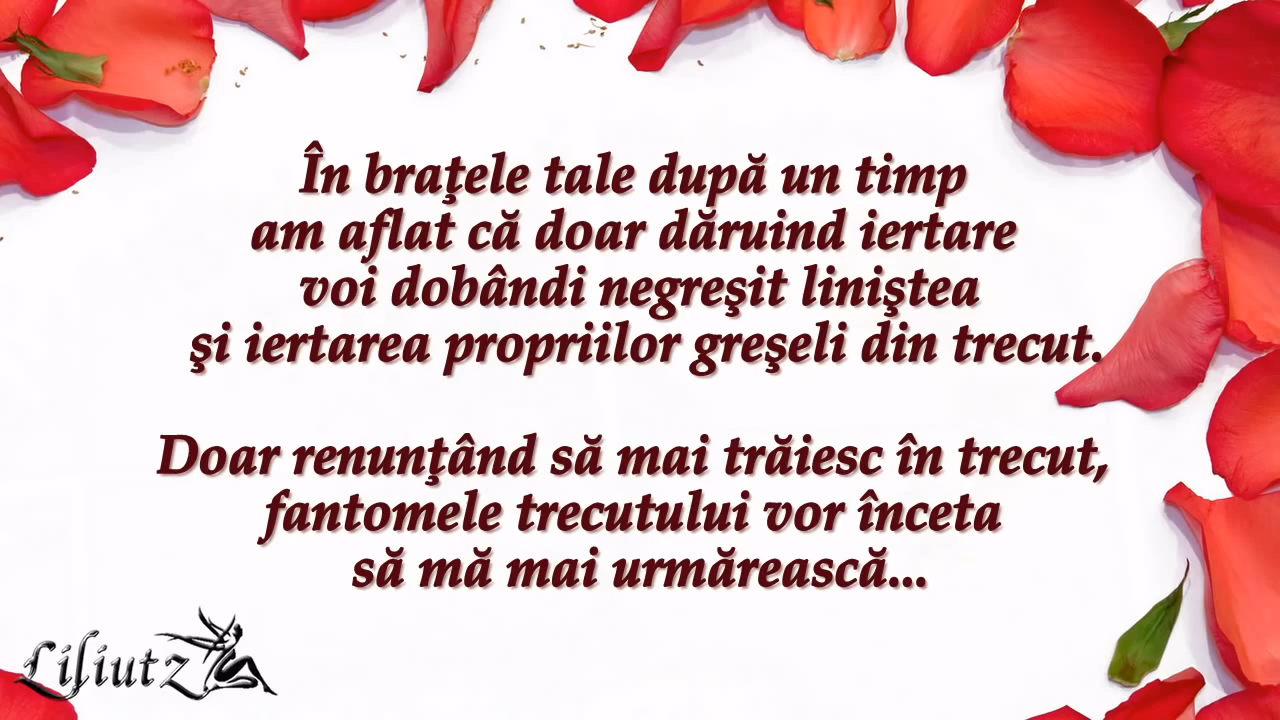 În braţele tale după un timp
am aflat că doar dăruind iertare
voi dobândi negreşit liniştea
şi iertarea propriilor greşeli din trecut.
Doar renunţând să mai trăiesc în trecut,
fantomele trecutului vor înceta
să mă mai urmărească...
Liliutz